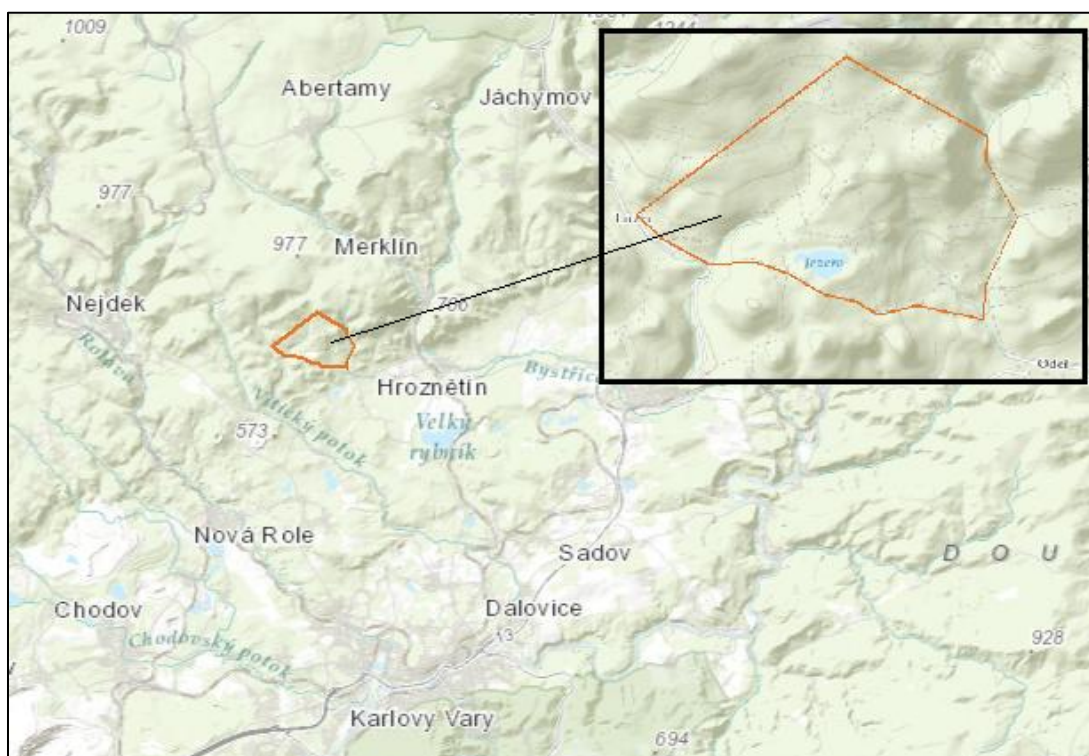 1009
1244
Abertamy
Jáchymov
977
977
Merklín
Nejdek
700
Rolava
Hroznětín
Bystřice
Velký
rybník
Vitický potok
573
Jezero
Odeř
Nová Role
Sadov
D O U
Chodov
Dalovice
13
Chodovský potok
928
Karlovy Vary
694